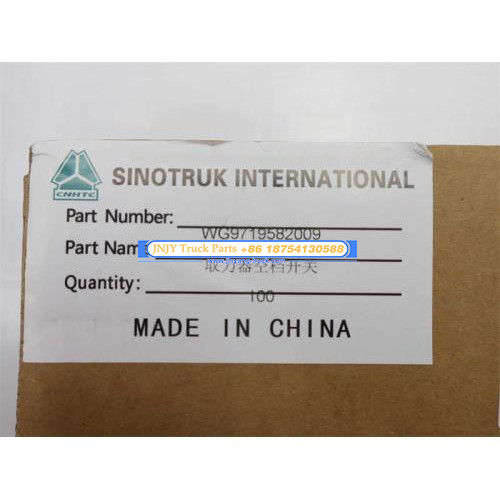 SINOTRUK INTERNATIONAL
CNHTC
Part Number: WG9719582009
JNJY Truck Parts +86 18754130588
Part Nam
取力器空档开关
Quantity: 100
MADE IN CHINA